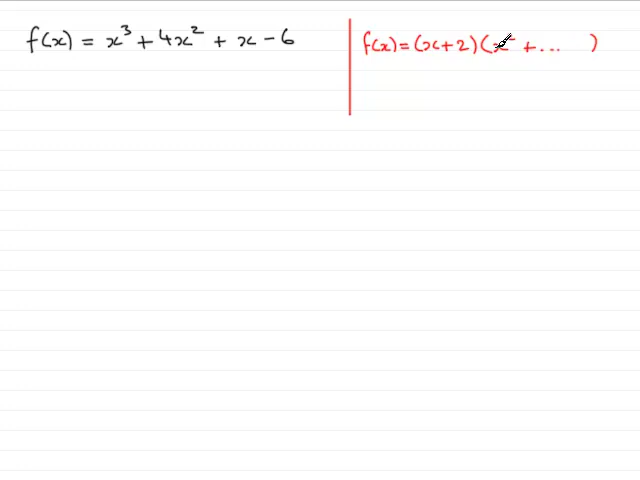 f(x) = x³ + 4x² + x - 6
f(x) = (x+2)(x² + ... )